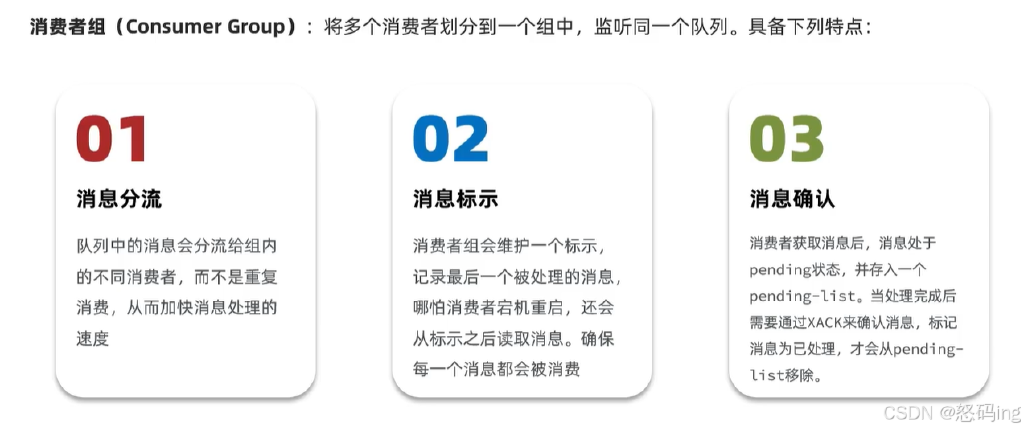 消费者组（Consumer Group）：将多个消费者划分到一个组中，监听同一个队列。具备下列特点：
01
消息分流
队列中的消息会分流给组内
的不同消费者，而不是重复
消费，从而加快消息处理的
速度
02
消息标示
消费者组会维护一个标示，
记录最后一个被处理的消息，
哪怕消费者宕机重启，还会
从标示之后读取消息。确保
每一个消息都会被消费
03
消息确认
消费者获取消息后，消息处于
pending状态，并存入一个
pending-list。当处理完成后
需要通过XACK来确认消息，标记
消息为已处理，才会从pending-
list移除。
CSDN @怒码ing